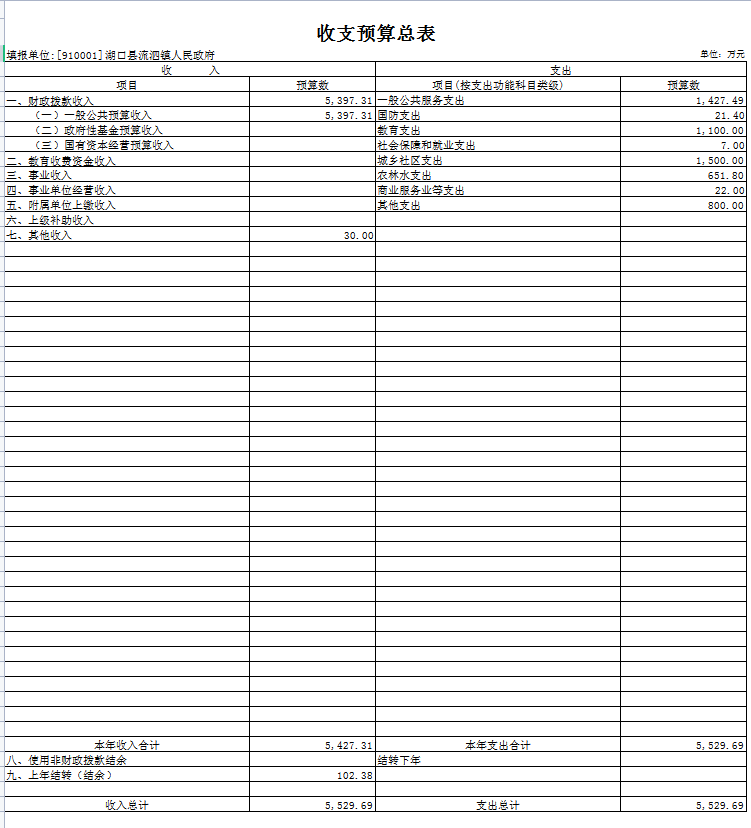 收支预算总表
填报单位:[910001]湖口县流泗镇人民政府 单位：万元
收 入 支出
项目 预算数 项目(按支出功能科目类级) 预算数
一、财政拨款收入 5,397.31 一般公共服务支出 1,427.49
（一）一般公共预算收入 5,397.31 国防支出 21.40
（二）政府性基金预算收入 教育支出 1,100.00
（三）国有资本经营预算收入 社会保障和就业支出 7.00
二、教育收费资金收入 城乡社区支出 1,500.00
三、事业收入 农林水支出 651.80
四、事业单位经营收入 商业服务业等支出 22.00
五、附属单位上缴收入 其他支出 800.00
六、上级补助收入
七、其他收入 30.00
本年收入合计 5,427.31 本年支出合计 5,529.69
八、使用非财政拨款结余 结转下年
九、上年结转（结余） 102.38
收入总计 5,529.69 支出总计 5,529.69